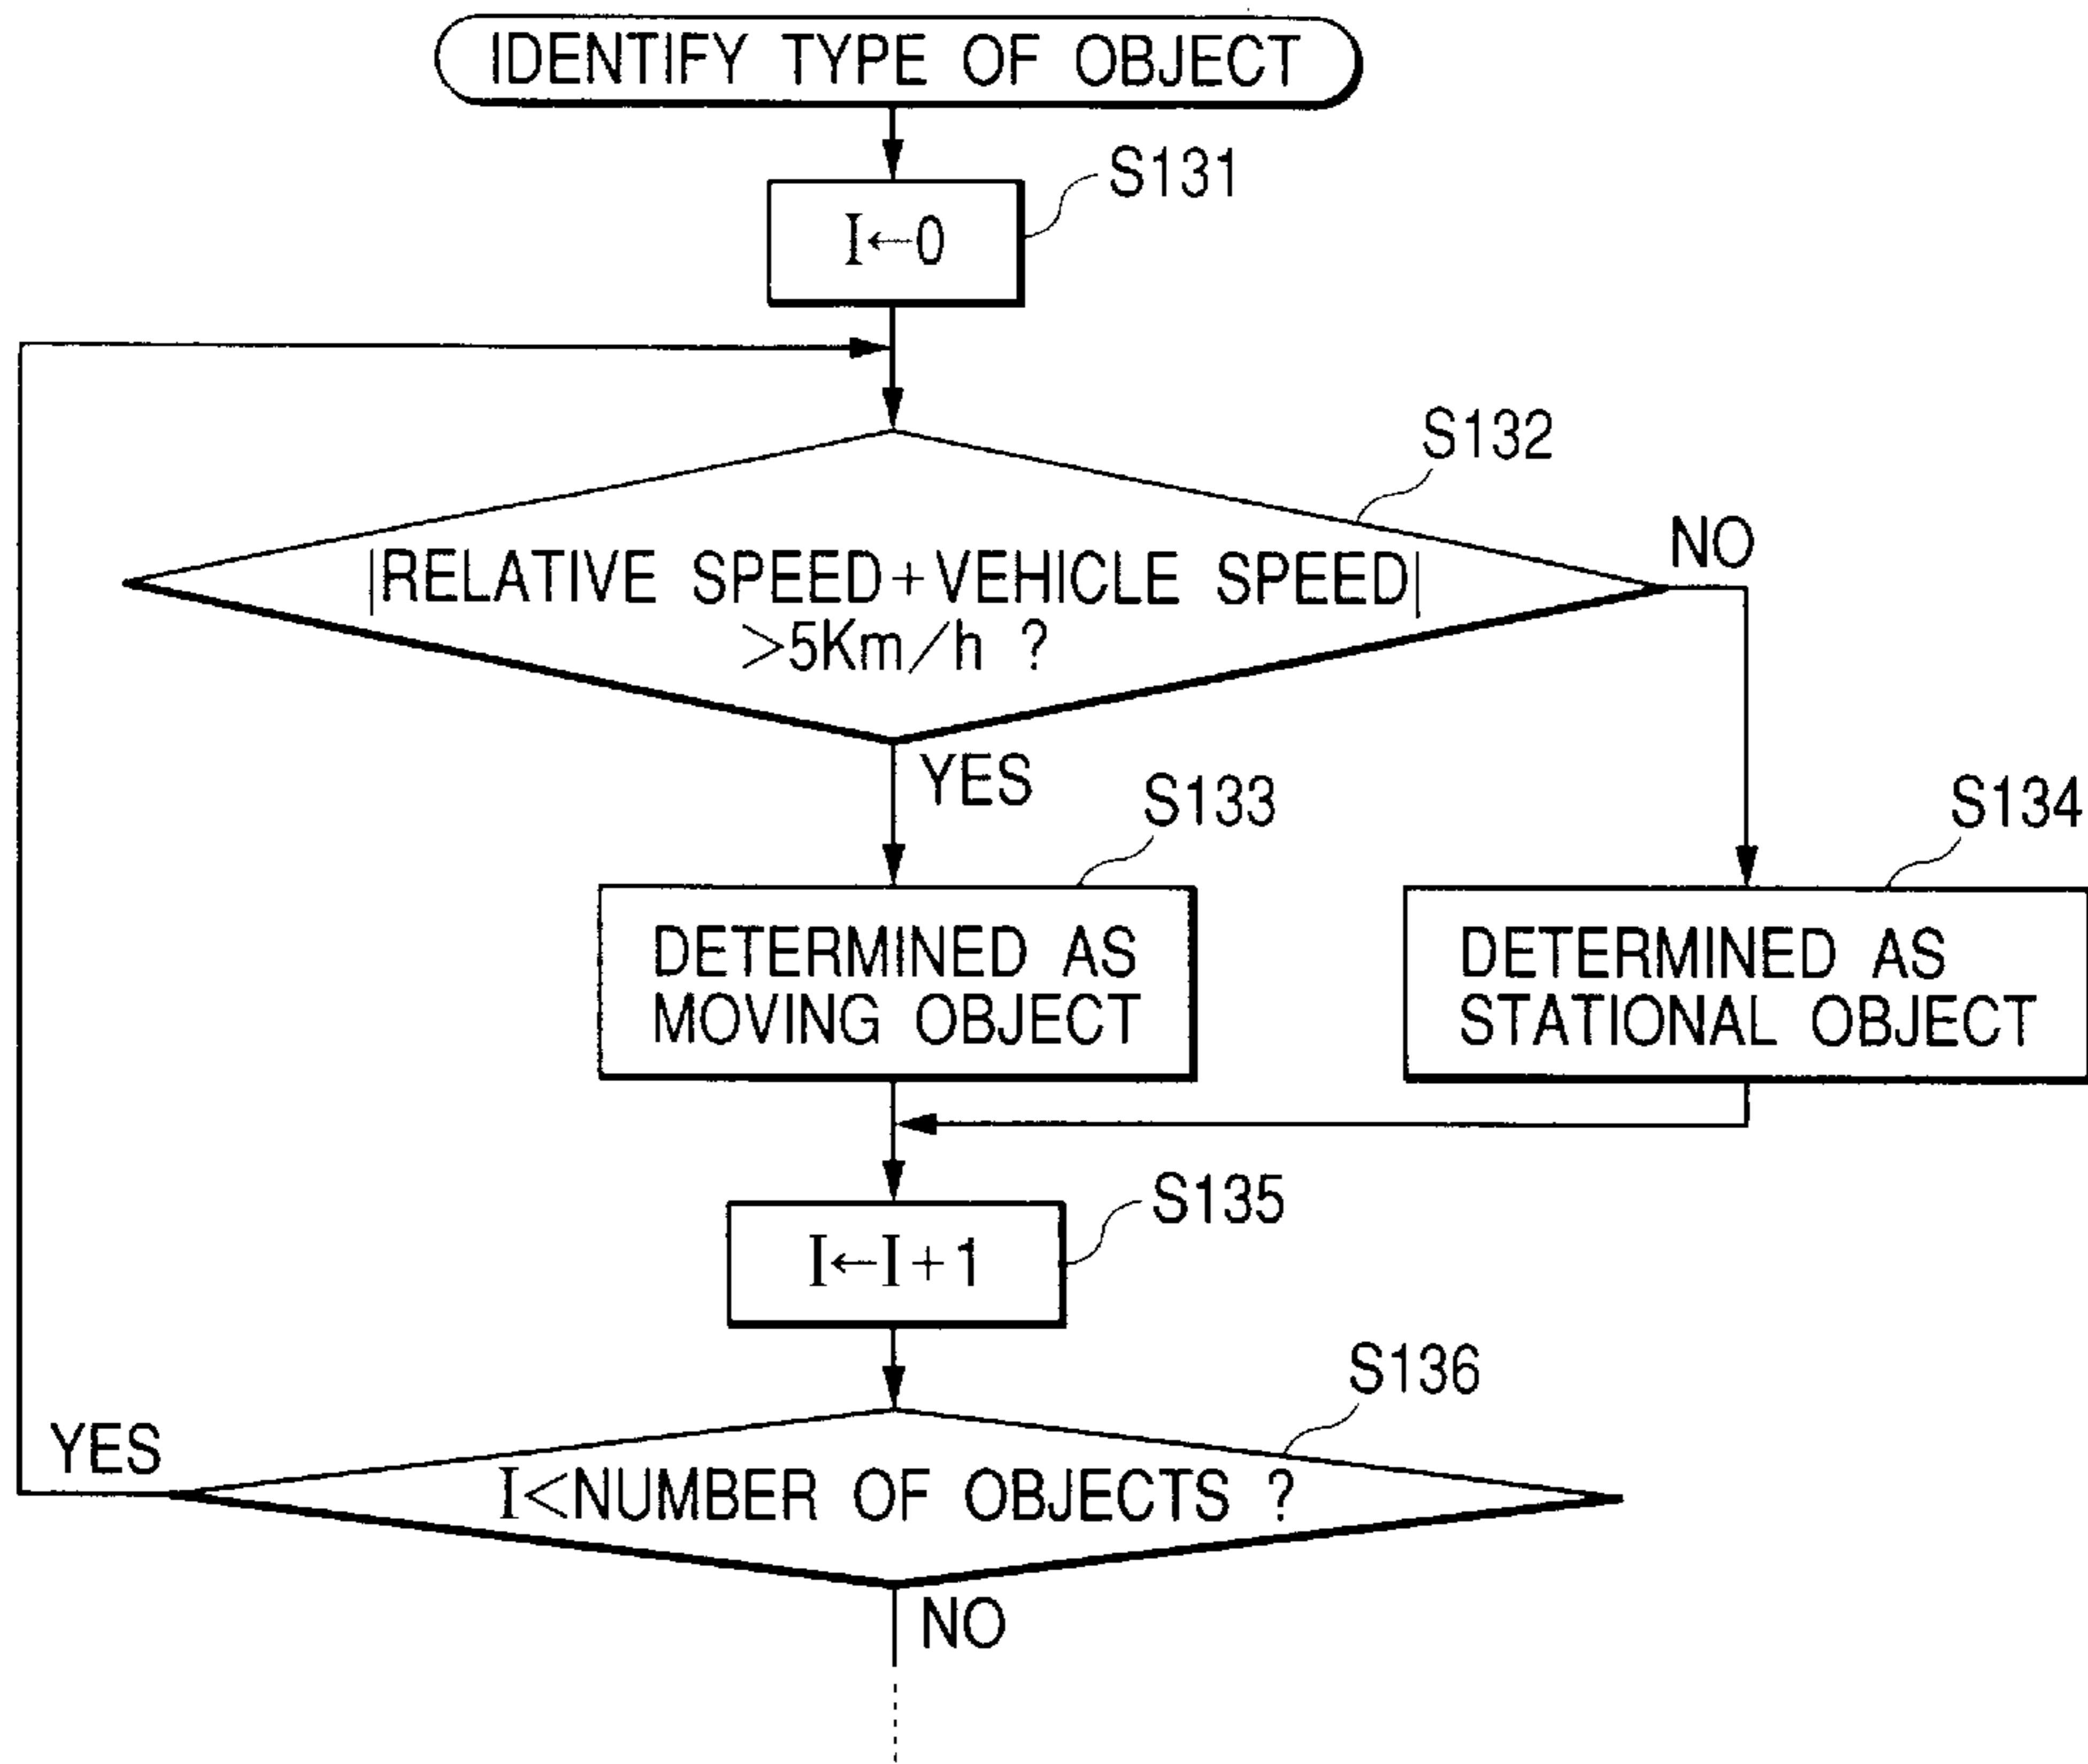 IDENTIFY TYPE OF OBJECT
S131
I←0
S132
|RELATIVE SPEED+VEHICLE SPEED|
>5Km/h ?
NO
YES
S133
S134
DETERMINED AS
MOVING OBJECT
DETERMINED AS
STATIONAL OBJECT
S135
I←I+1
S136
YES
I<NUMBER OF OBJECTS ?
NO